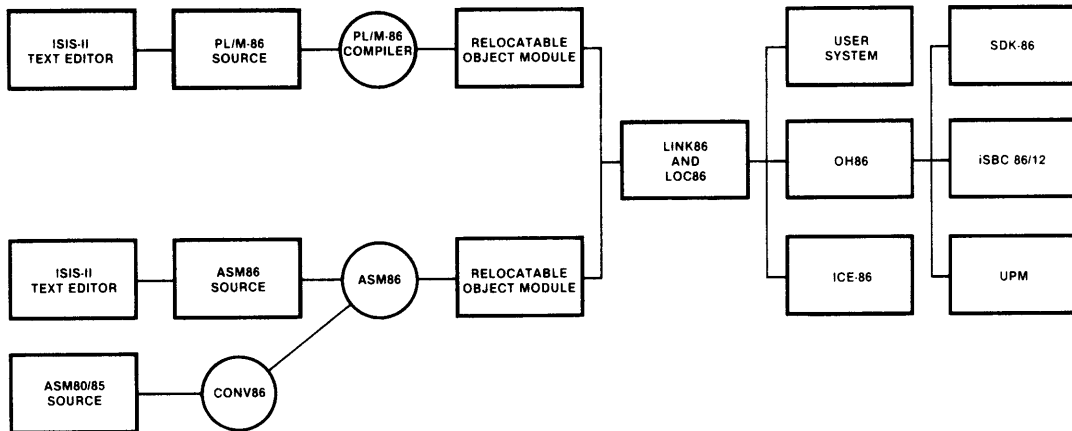 ISIS-II
TEXT EDITOR
PL/M-86
SOURCE
PL/M-86
COMPILER
RELOCATABLE
OBJECT MODULE
USER
SYSTEM
SDK-86
LINK86
AND
LOC86
OH86
iSBC 86/12
ISIS-II
TEXT EDITOR
ASM86
SOURCE
ASM86
RELOCATABLE
OBJECT MODULE
ICE-86
UPM
ASM80/85
SOURCE
CONV86